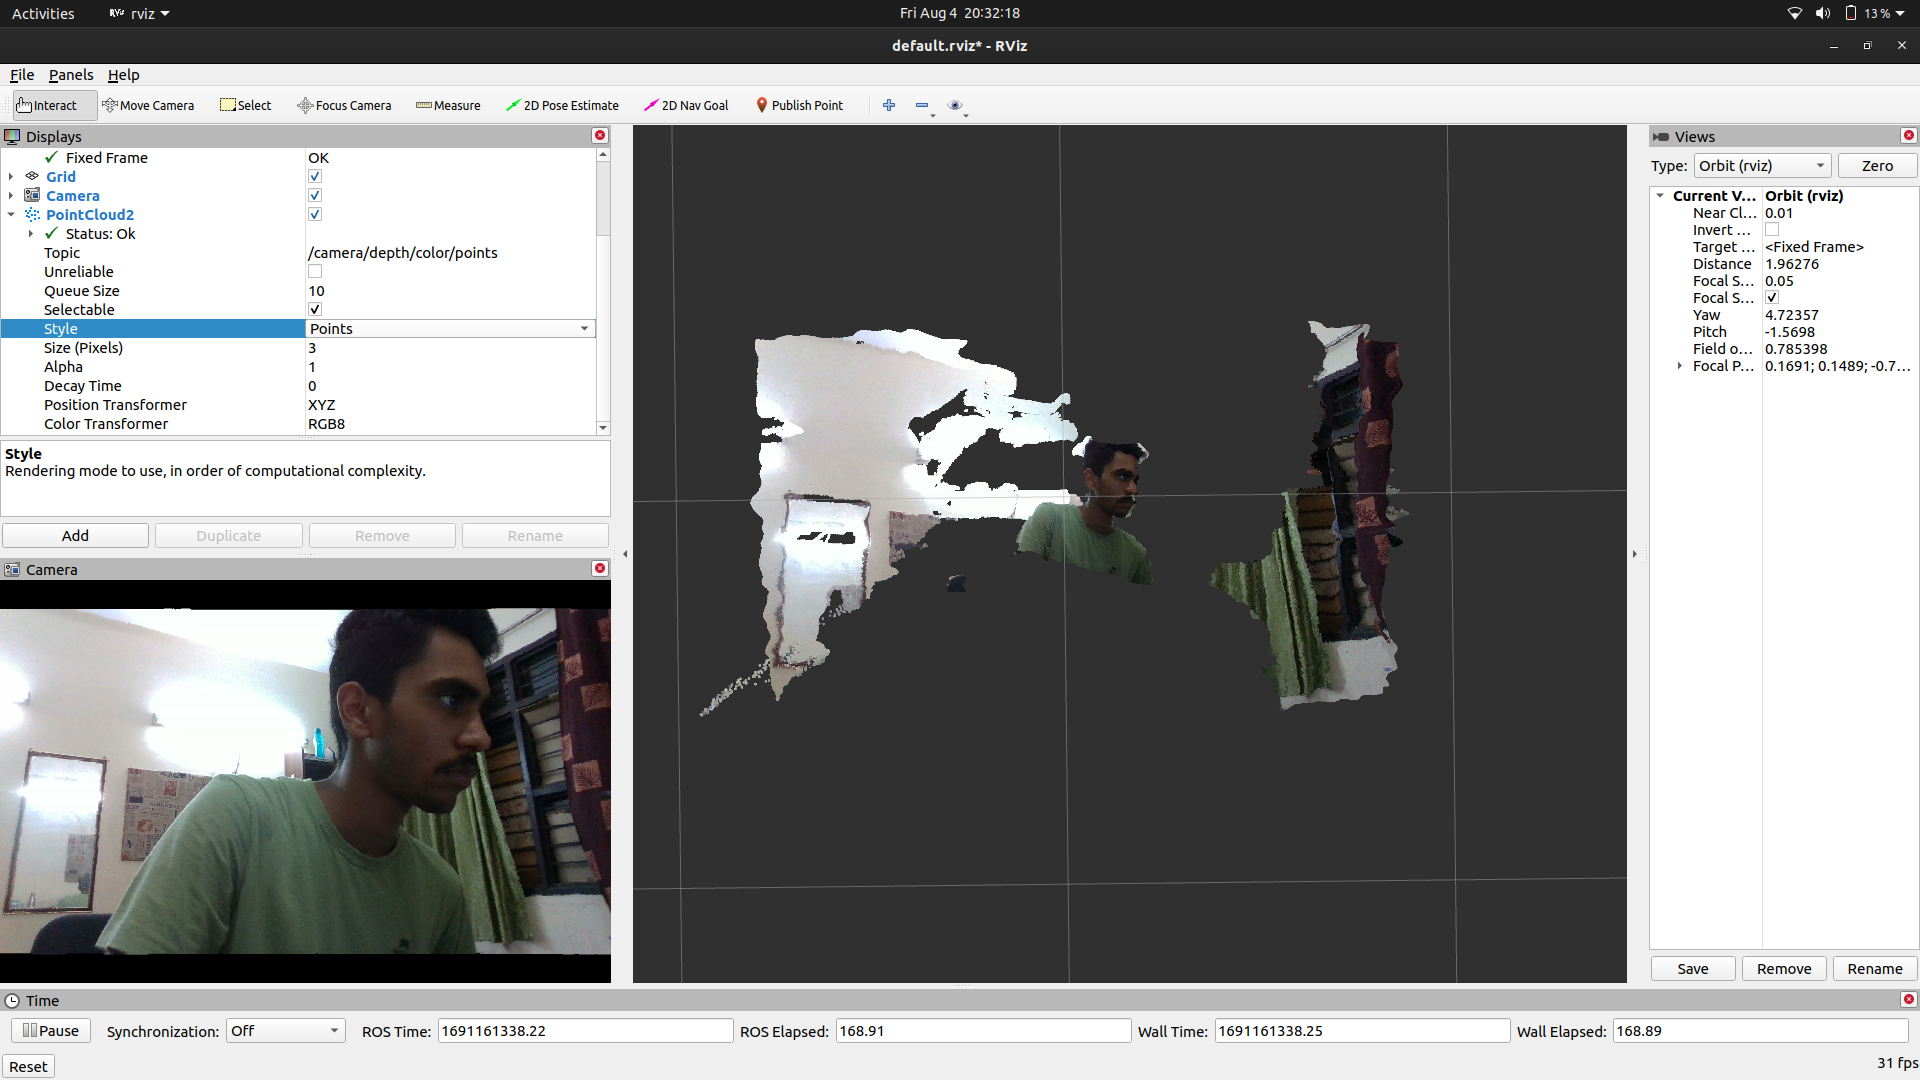 Activities rviz Fri Aug 4 20:32:18 13 %
default.rviz* - RViz
File Panels Help
Interact Move Camera Select Focus Camera Measure 2D Pose Estimate 2D Nav Goal Publish Point
Displays
Fixed Frame OK
Grid
Camera
PointCloud2
Status: Ok
Topic /camera/depth/color/points
Unreliable
Queue Size 10
Selectable
Style Points
Size (Pixels) 3
Alpha 1
Decay Time 0
Position Transformer XYZ
Color Transformer RGB8
Style
Rendering mode to use, in order of computational complexity.
Add Duplicate Remove Rename
Camera
Views
Type: Orbit (rviz) Zero
Current V... Orbit (rviz)
Near Cl... 0.01
Invert ...
Target ... <Fixed Frame>
Distance 1.96276
Focal S... 0.05
Focal S...
Yaw 4.72357
Pitch -1.5698
Field o... 0.785398
Focal P... 0.1691; 0.1489; -0.7...
Save Remove Rename
Time
Pause Synchronization: Off ROS Time: 1691161338.22 ROS Elapsed: 168.91 Wall Time: 1691161338.25 Wall Elapsed: 168.89
Reset 31 fps